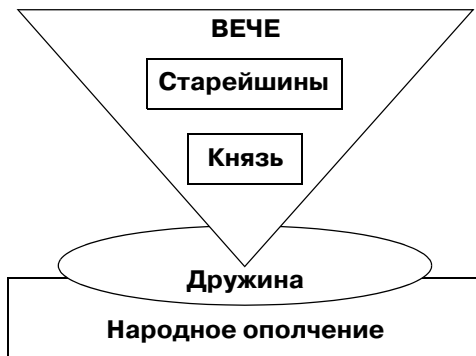 ВЕЧЕ
Старейшины
Князь
Дружина
Народное ополчение